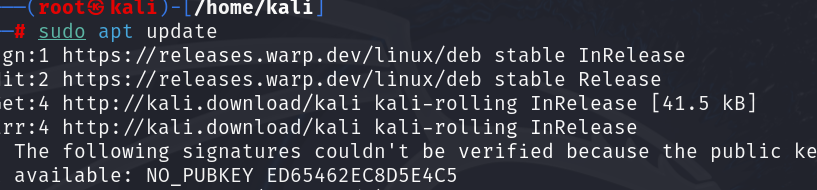 (root㉿kali)-[/home/kali]
# sudo apt update
gn:1 https://releases.warp.dev/linux/deb stable InRelease
it:2 https://releases.warp.dev/linux/deb stable Release
et:4 http://kali.download/kali kali-rolling InRelease [41.5 kB]
rr:4 http://kali.download/kali kali-rolling InRelease
The following signatures couldn't be verified because the public ke
available: NO_PUBKEY ED65462EC8D5E4C5